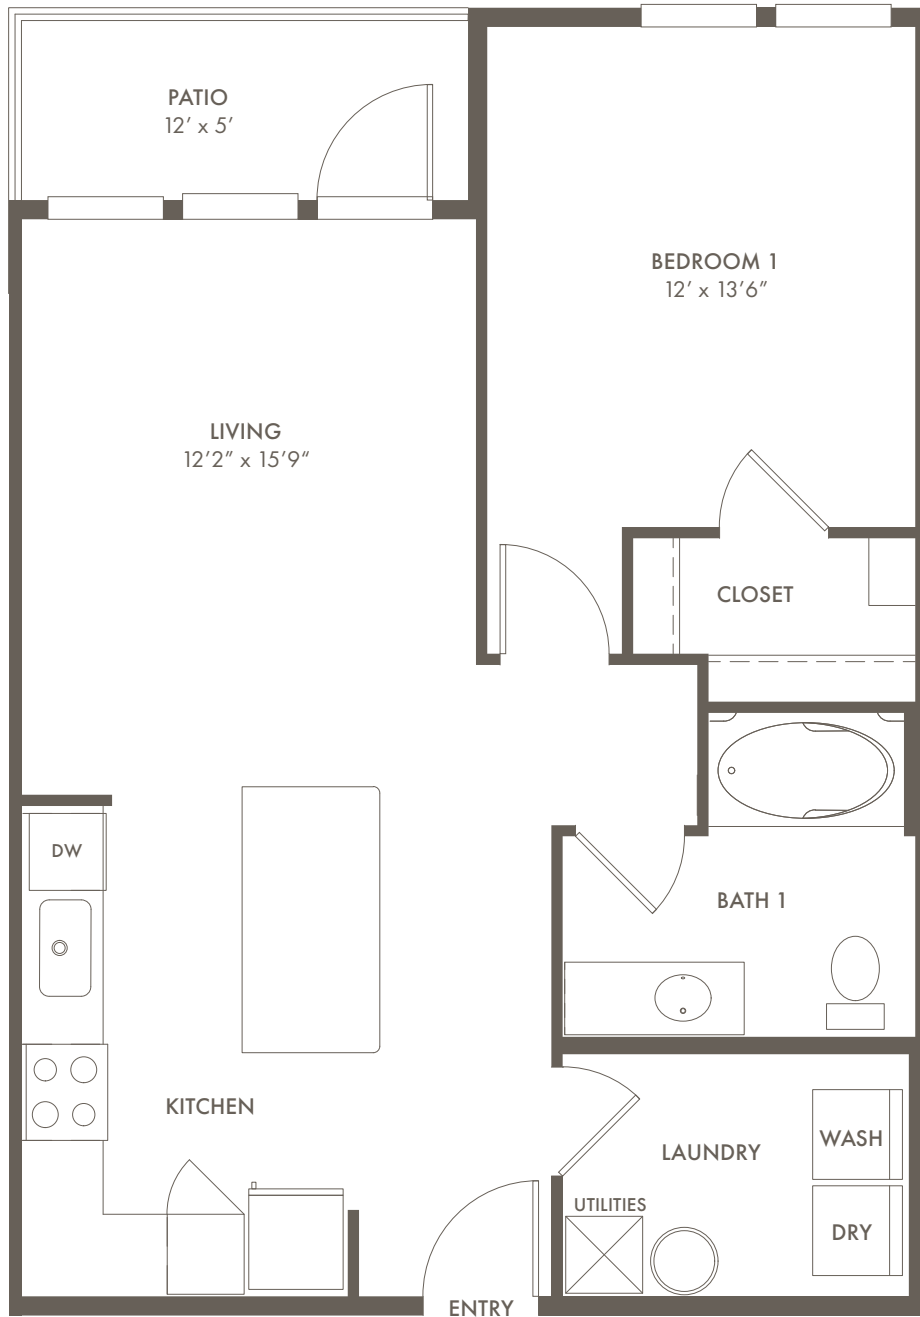 PATIO
12’ x 5’
BEDROOM 1
12’ x 13’6”
LIVING
12’2” x 15’9“
CLOSET
DW
BATH 1
KITCHEN
LAUNDRY
WASH
UTILITIES
DRY
ENTRY